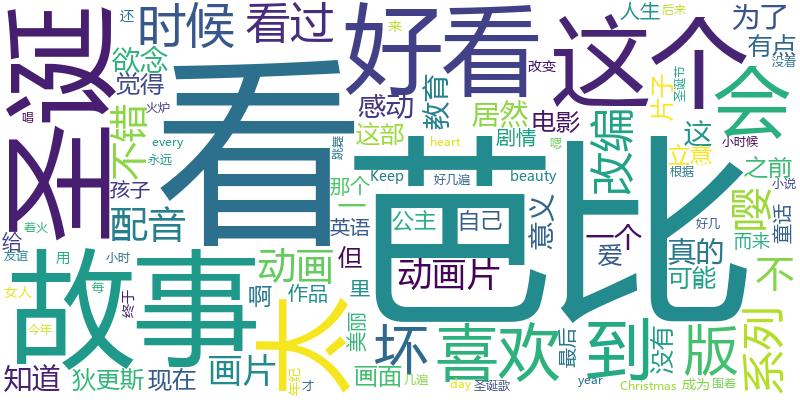 圣诞
还
时候
看过
来
好看
这个
人生
后来
为了
有点
没着
欲念
觉得
火炉
唱
不错
感动
教育
居然
改变
电影
片子
圣诞节
会
看
芭比
跳舞
这部
剧情
嗯
改编
这
立意
小时候
every
永远
heart
之前
根据
小说
孩子
那个
Keep
好几遍
beauty
嘤
童话
配音
一
公主
自己
意义
一个
真的
好几
给
着火
英语
爱
而来
友谊
用
小时
动画
但
动画片
可能
不
故事
女人
每
终于
啊
作品
里
太
今年
美丽
坏
喜欢
到
最后
没有
版
系列
知道
狄更斯
现在
画片
年纪
才
画面
几遍
day
圣诞歌
year
Christmas
成为
围着